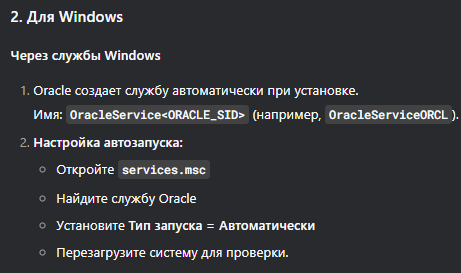 2. Для Windows
Через службы Windows
1. Oracle создает службу автоматически при установке.
Имя: OracleService<ORACLE_SID> (например, OracleServiceORCL).
2. Настройка автозапуска:
Откройте services.msc
Найдите службу Oracle
Установите Тип запуска = Автоматически
Перезагрузите систему для проверки.